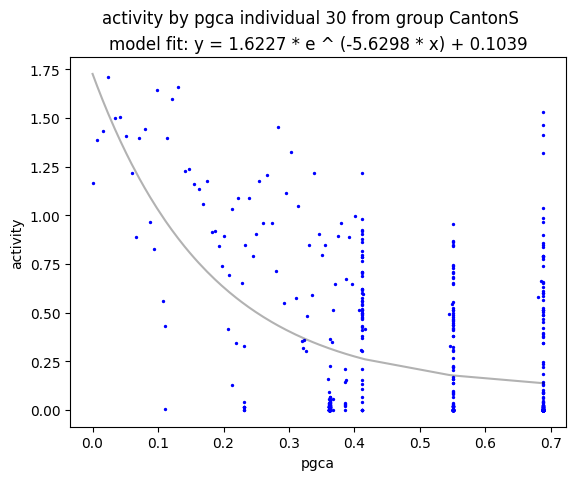 activity by pgca individual 30 from group CantonS
model fit: y = 1.6227 * e ^ (-5.6298 * x) + 0.1039
1.75
1.50
1.25
1.00
0.75
0.50
0.25
0.00
activity
0.0 0.1 0.2 0.3 0.4 0.5 0.6 0.7
pgca